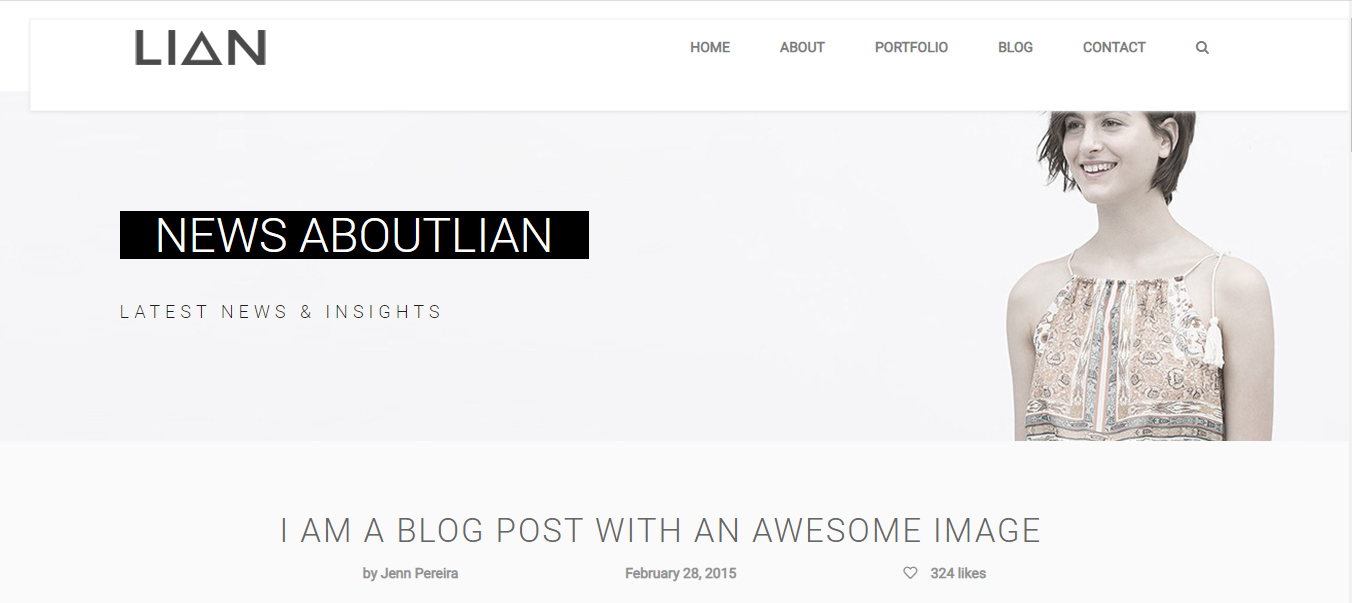 LIAN
HOME ABOUT PORTFOLIO BLOG CONTACT
NEWS ABOUTLIAN
LATEST NEWS & INSIGHTS
I AM A BLOG POST WITH AN AWESOME IMAGE
by Jenn Pereira February 28, 2015 324 likes